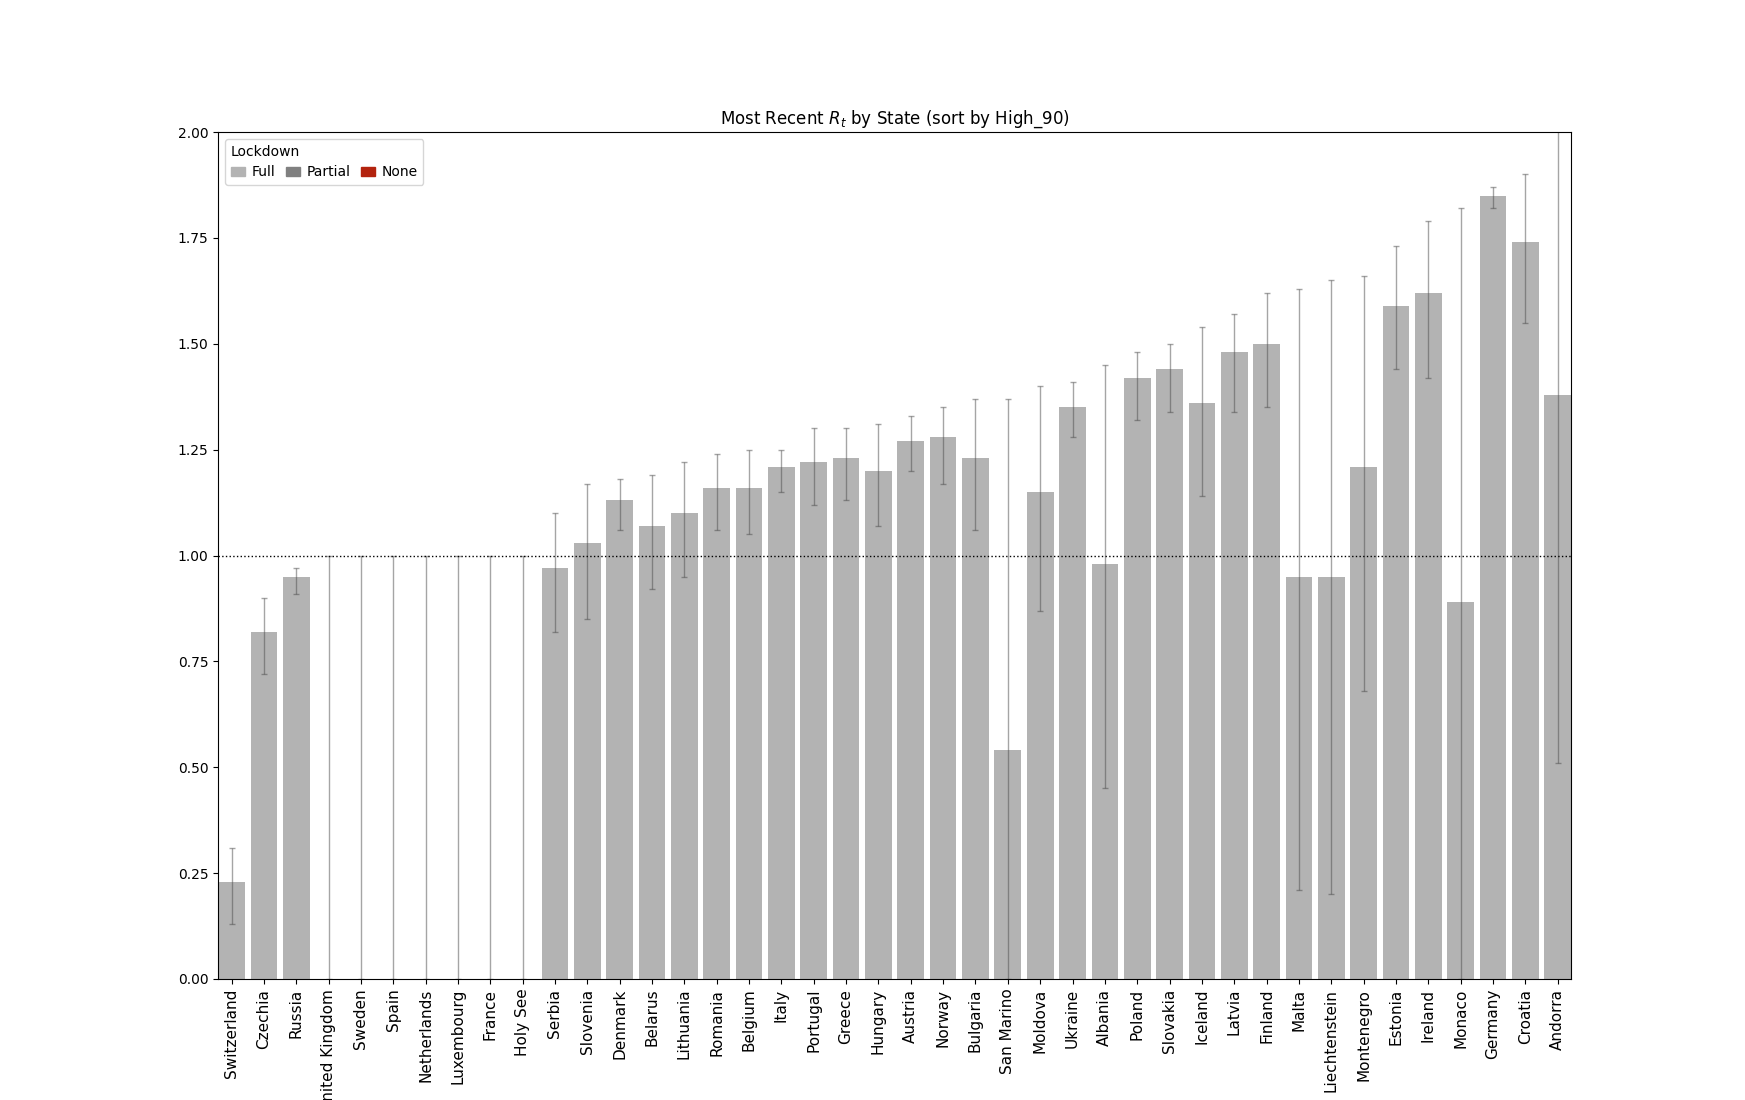 Most Recent Rt by State (sort by High_90)
Lockdown
Full Partial None
2.00
1.75
1.50
1.25
1.00
0.75
0.50
0.25
0.00
Switzerland
Czechia
Russia
nited Kingdom
Sweden
Spain
Netherlands
Luxembourg
France
Holy See
Serbia
Slovenia
Denmark
Belarus
Lithuania
Romania
Belgium
Italy
Portugal
Greece
Hungary
Austria
Norway
Bulgaria
San Marino
Moldova
Ukraine
Albania
Poland
Slovakia
Iceland
Latvia
Finland
Malta
Liechtenstein
Montenegro
Estonia
Ireland
Monaco
Germany
Croatia
Andorra